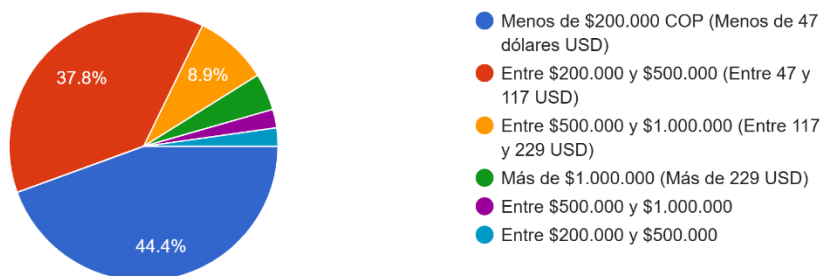 37.8%
8.9%
44.4%
Menos de $200.000 COP (Menos de 47
dólares USD)
Entre $200.000 y $500.000 (Entre 47 y
117 USD)
Entre $500.000 y $1.000.000 (Entre 117
y 229 USD)
Más de $1.000.000 (Más de 229 USD)
Entre $500.000 y $1.000.000
Entre $200.000 y $500.000